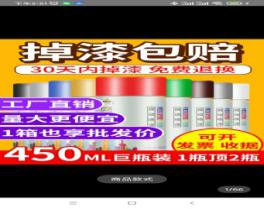 掉漆包赔
30天内掉漆 免费退换
工厂直销
量大更便宜
1箱也享批发价
可开
发票 收据
450ML巨瓶装 1瓶顶2瓶
商品款式
1/66